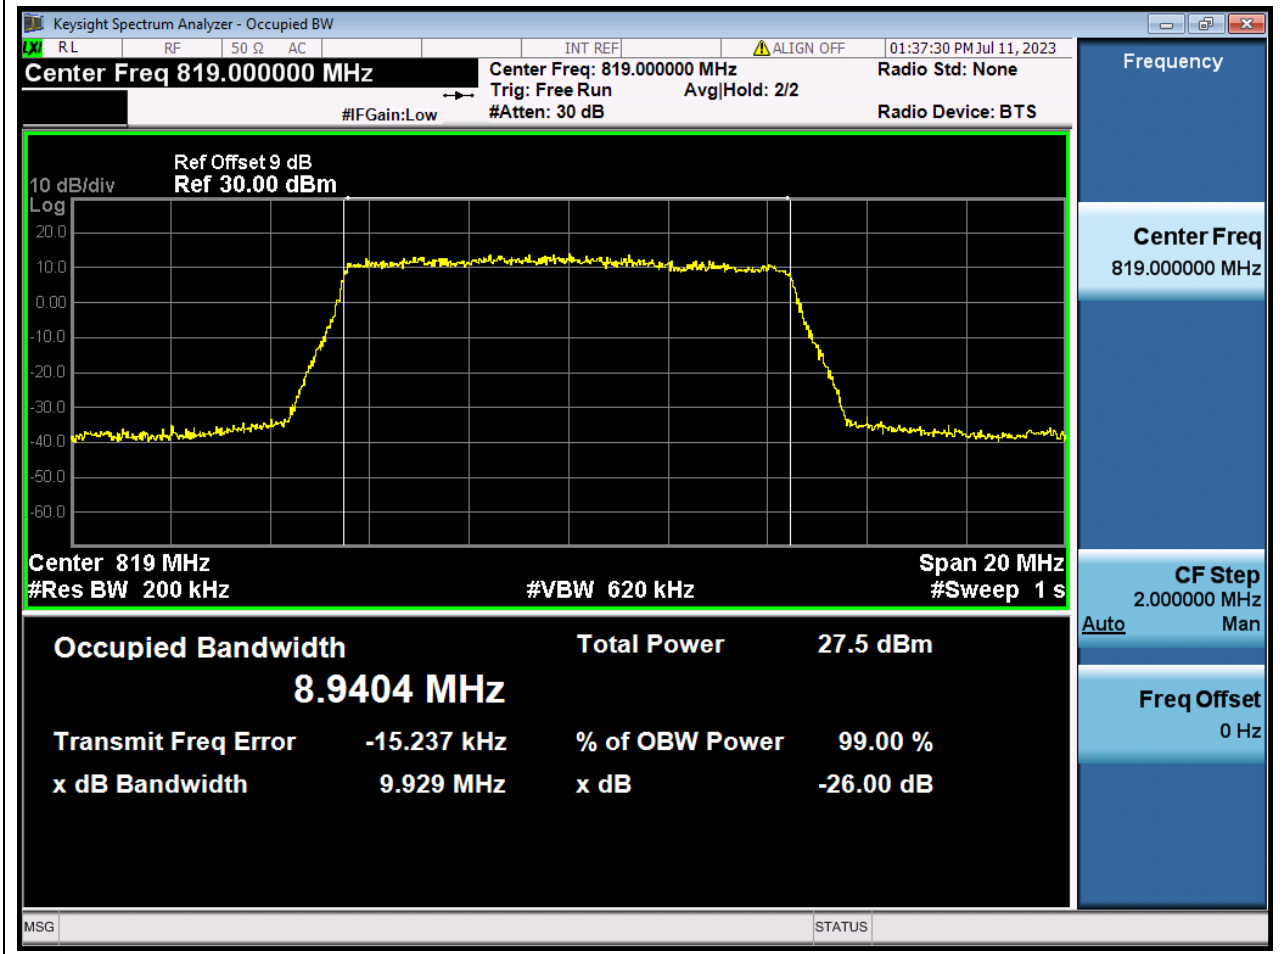 Keysight Spectrum Analyzer - Occupied BW
LXI RL RF 50 Ω AC INT REF ALIGN OFF 01:37:30 PM Jul 11, 2023
Center Freq 819.000000 MHz
Center Freq: 819.000000 MHz
Radio Std: None
Trig: Free Run Avg|Hold: 2/2
#IFGain:Low
#Atten: 30 dB
Radio Device: BTS
Ref Offset 9 dB
10 dB/div Ref 30.00 dBm
Log
20.0
10.0
0.00
-10.0
-20.0
-30.0
-40.0
-50.0
-60.0
Center 819 MHz Span 20 MHz
#Res BW 200 kHz #VBW 620 kHz #Sweep 1 s
Occupied Bandwidth Total Power 27.5 dBm
8.9404 MHz
Transmit Freq Error -15.237 kHz % of OBW Power 99.00 %
x dB Bandwidth 9.929 MHz x dB -26.00 dB
MSG STATUS
Frequency
Center Freq
819.000000 MHz
CF Step
2.000000 MHz
Auto Man
Freq Offset
0 Hz